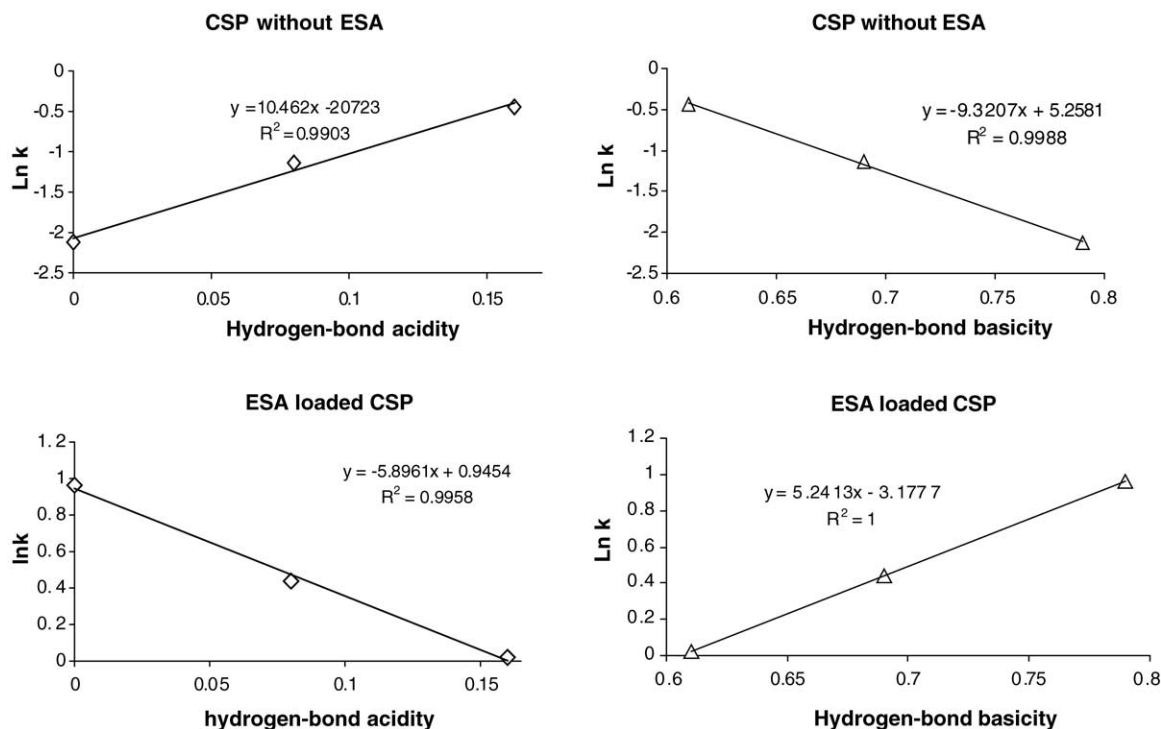 CSP without ESA
y = 10.462x -20723
R² = 0.9903
Ln k
0
-0.5
-1
-1.5
-2
-2.5
0 0.05 0.1 0.15
Hydrogen-bond acidity
CSP without ESA
y = -9.3207x + 5.2581
R² = 0.9988
Ln k
0
-0.5
-1
-1.5
-2
-2.5
0.6 0.65 0.7 0.75 0.8
Hydrogen-bond basicity
ESA loaded CSP
y = -5.8961x + 0.9454
R² = 0.9958
lnk
1.2
1
0.8
0.6
0.4
0.2
0
0 0.05 0.1 0.15
hydrogen-bond acidity
ESA loaded CSP
y = 5.2413x - 3.1777
R² = 1
Ln k
1.2
1
0.8
0.6
0.4
0.2
0
0.6 0.65 0.7 0.75 0.8
Hydrogen-bond basicity